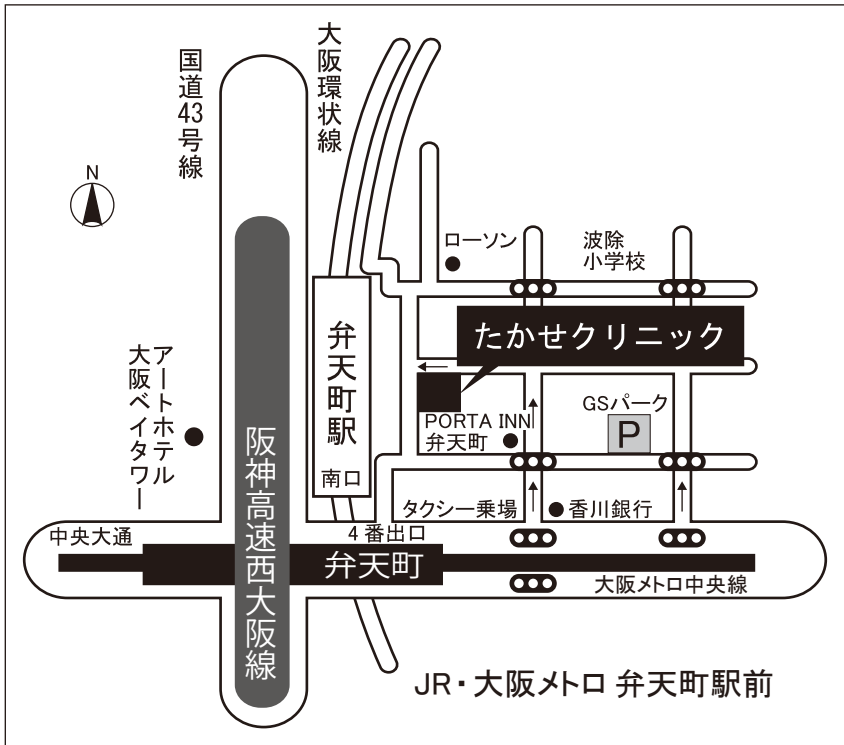 国道43号線
大阪環状線
N
ローソン
波除
小学校
たかせクリニック
弁天町駅
南口
アートホテル
大阪ベイタワー
GSパーク
P
PORTA INN
弁天町
阪神高速西大阪線
タクシー乗場
香川銀行
中央大通
4番出口
弁天町
大阪メトロ中央線
JR・大阪メトロ 弁天町駅前